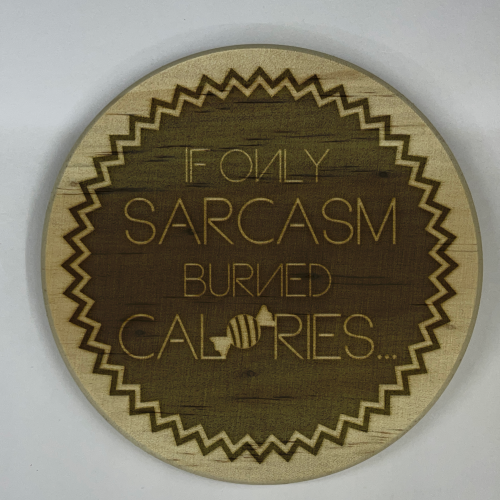 IF ONLY
SARCASM
BURNED
CALORIES...